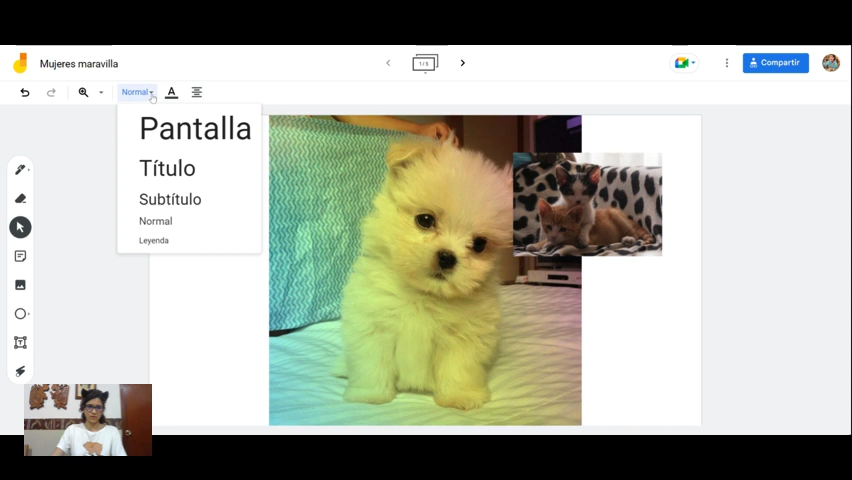 Mujeres maravilla
1/5
Compartir
Normal
A
Pantalla
Título
Subtítulo
Normal
Leyenda